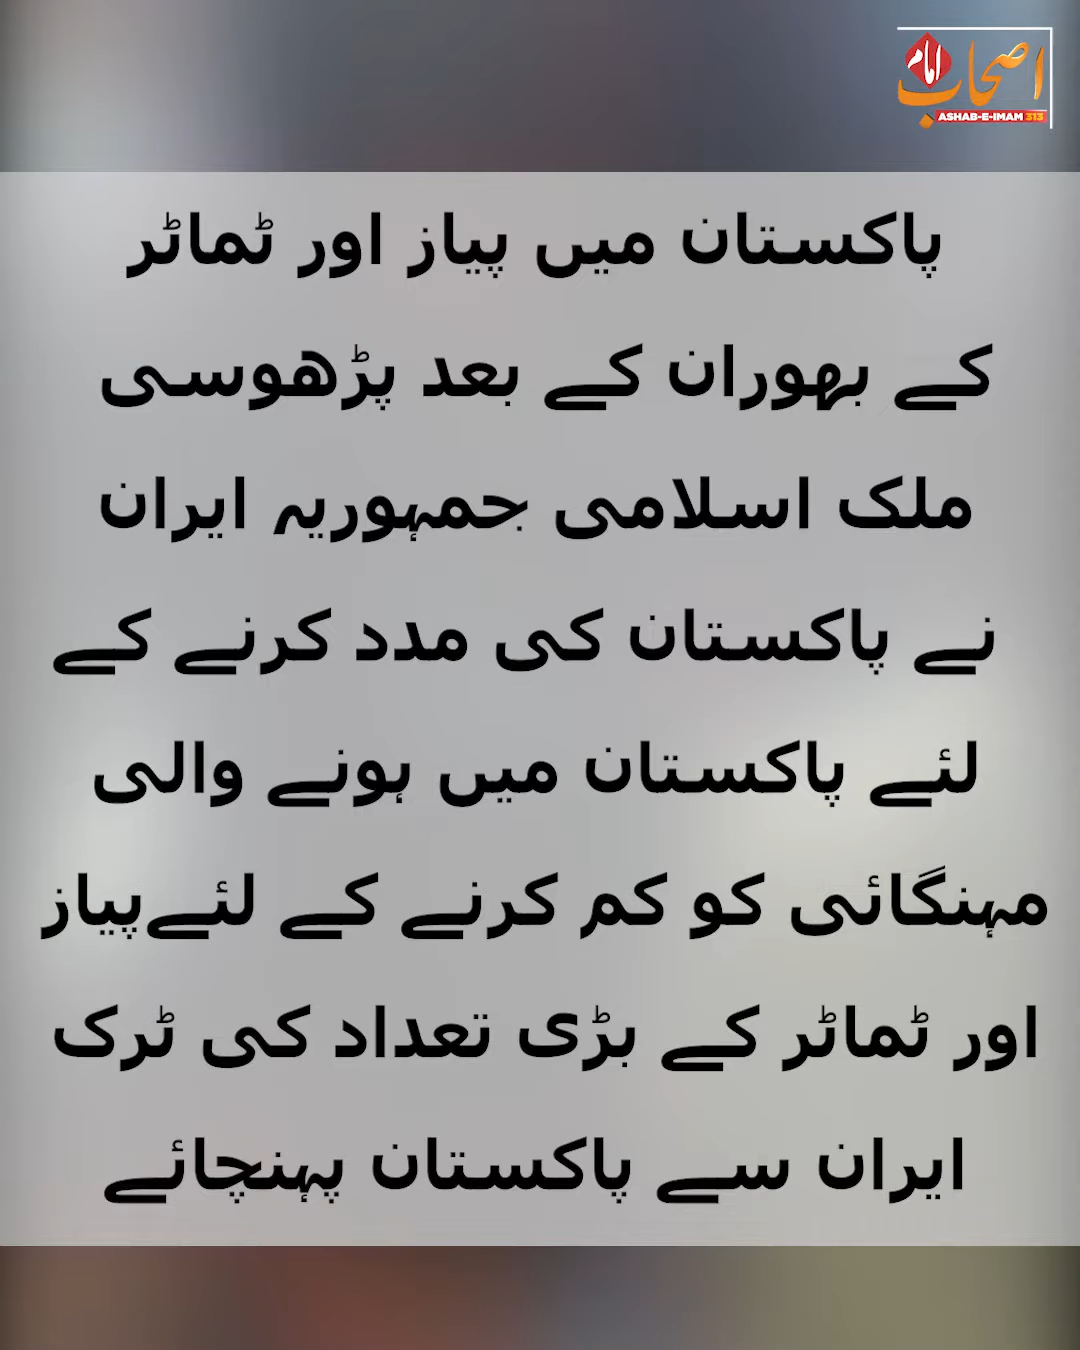 اصحاب امام
ASHAB-E-IMAM 313
پاکستان میں پیاز اور ٹماٹر
کے بھوران کے بعد پڑھوسی
ملک اسلامی جمہوریہ ایران
نے پاکستان کی مدد کرنے کے
لئے پاکستان میں ہونے والی
مہنگائی کو کم کرنے کے لئےپیاز
اور ٹماٹر کے بڑی تعداد کی ٹرک
ایران سے پاکستان پہنچائے